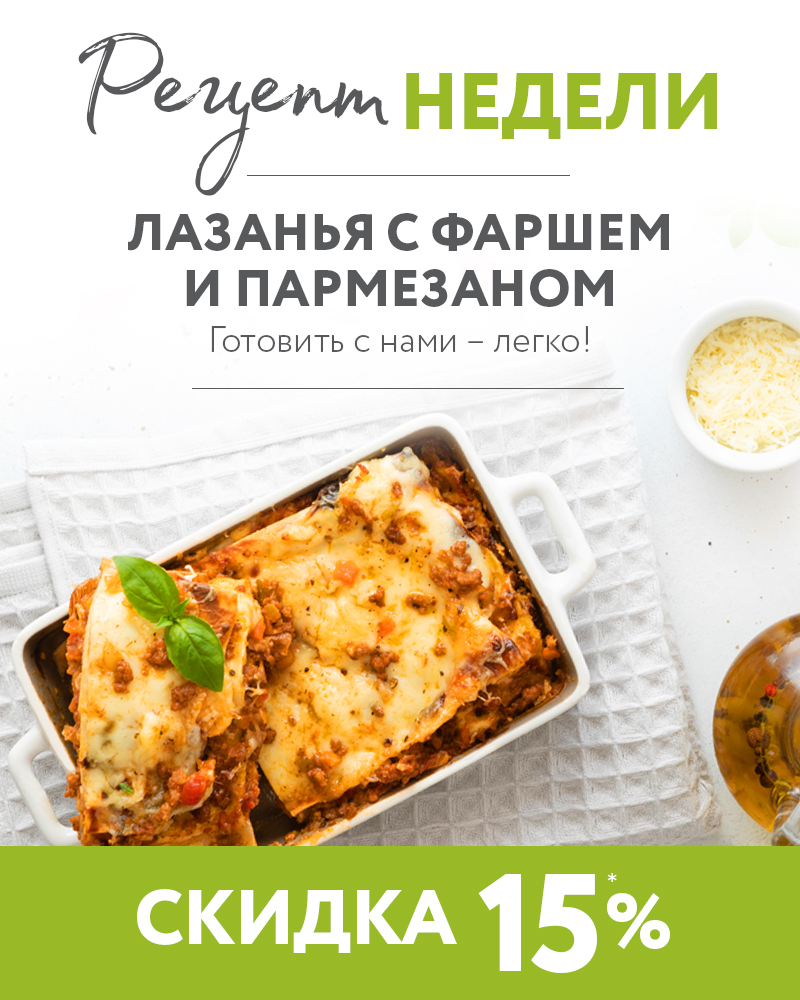 Рецепт НЕДЕЛИ
ЛАЗАНЬЯ С ФАРШЕМ
И ПАРМЕЗАНОМ
Готовить с нами – легко!
СКИДКА 15*%